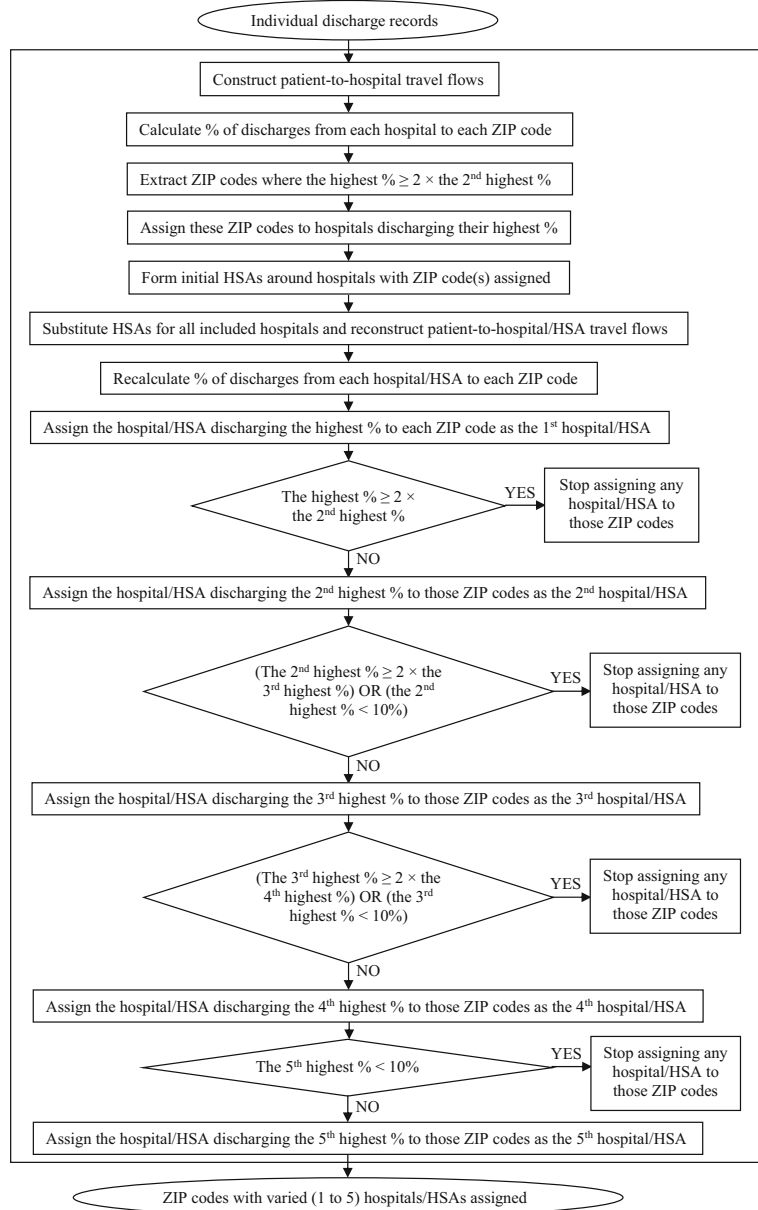 Individual discharge records
Construct patient-to-hospital travel flows
Calculate % of discharges from each hospital to each ZIP code
Extract ZIP codes where the highest % ≥ 2 × the 2nd highest %
Assign these ZIP codes to hospitals discharging their highest %
Form initial HSAs around hospitals with ZIP code(s) assigned
Substitute HSAs for all included hospitals and reconstruct patient-to-hospital/HSA travel flows
Recalculate % of discharges from each hospital/HSA to each ZIP code
Assign the hospital/HSA discharging the highest % to each ZIP code as the 1st hospital/HSA
The highest % ≥ 2 ×
the 2nd highest %
YES
Stop assigning any
hospital/HSA to
those ZIP codes
NO
Assign the hospital/HSA discharging the 2nd highest % to those ZIP codes as the 2nd hospital/HSA
(The 2nd highest % ≥ 2 × the
3rd highest %) OR (the 2nd
highest % < 10%)
YES
Stop assigning any
hospital/HSA to
those ZIP codes
NO
Assign the hospital/HSA discharging the 3rd highest % to those ZIP codes as the 3rd hospital/HSA
(The 3rd highest % ≥ 2 × the
4th highest %) OR (the 3rd
highest % < 10%)
YES
Stop assigning any
hospital/HSA to
those ZIP codes
NO
Assign the hospital/HSA discharging the 4th highest % to those ZIP codes as the 4th hospital/HSA
The 5th highest % < 10%
YES
Stop assigning any
hospital/HSA to
those ZIP codes
NO
Assign the hospital/HSA discharging the 5th highest % to those ZIP codes as the 5th hospital/HSA
ZIP codes with varied (1 to 5) hospitals/HSAs assigned